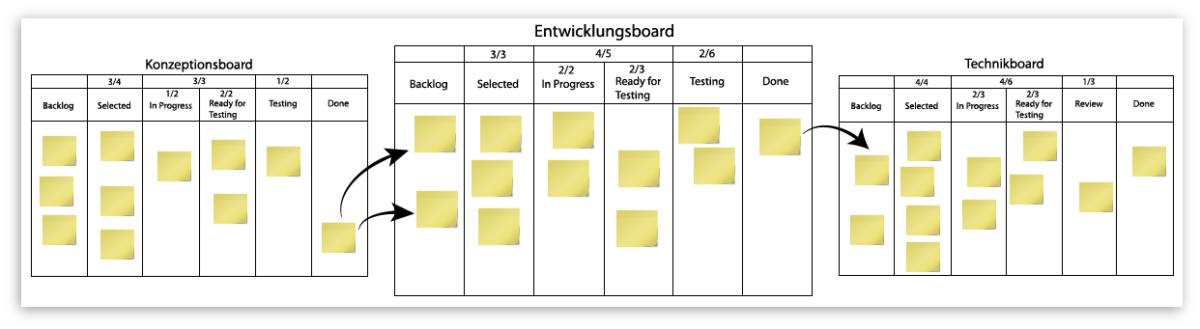 Entwicklungsboard
Konzeptionsboard
Technikboard
3/4 3/3 1/2
Backlog Selected 1/2 In Progress 2/2 Ready for Testing Testing Done
3/3 4/5 2/6
Backlog Selected 2/2 In Progress 2/3 Ready for Testing Testing Done
4/4 4/6 1/3
Backlog Selected 2/3 In Progress 2/3 Ready for Testing Review Done